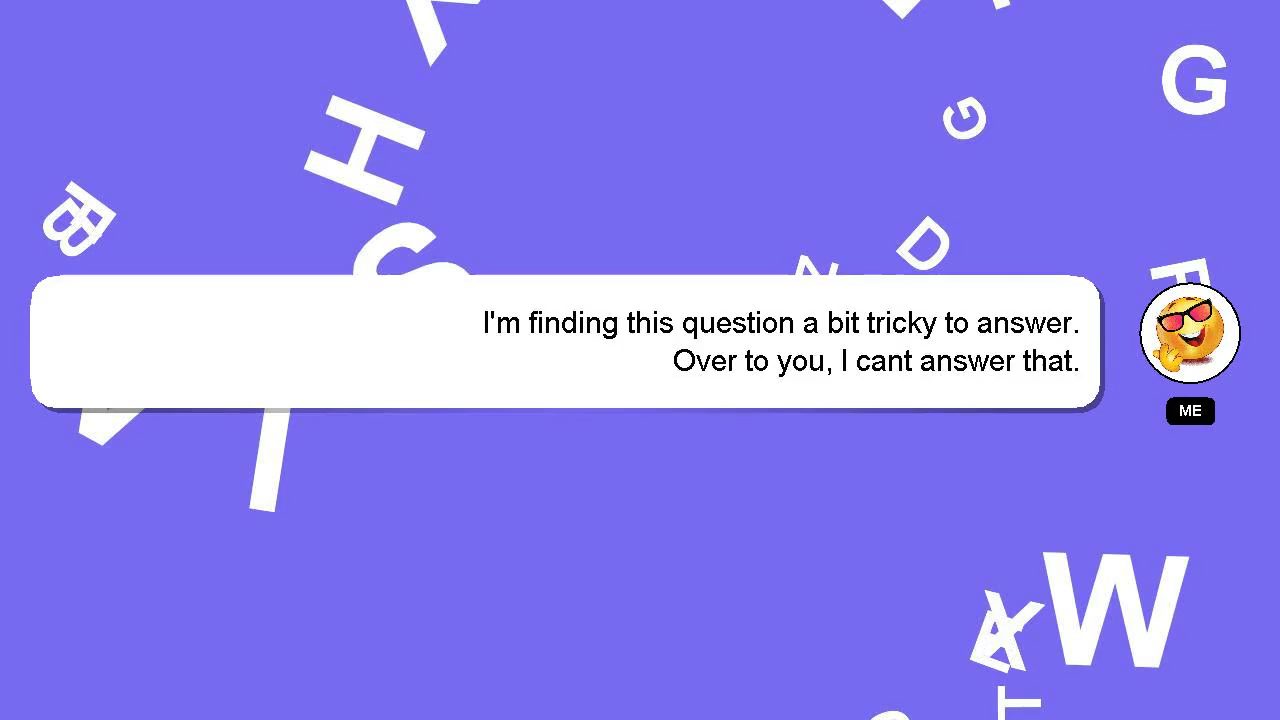 G
H
G
B
R
S
D
Z
F
I'm finding this question a bit tricky to answer.
Over to you, I cant answer that.
ME
W
X
A
T